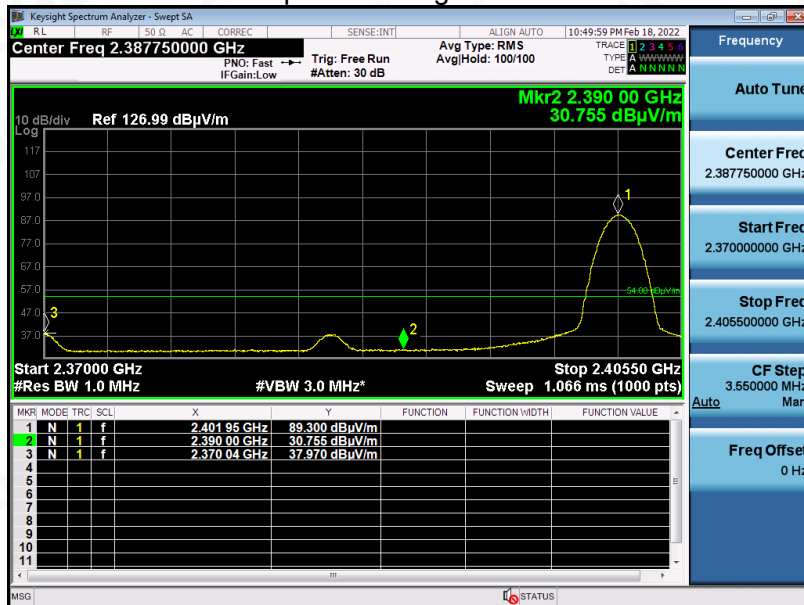 Keysight Spectrum Analyzer - Swept SA
RL RF 50 Ω AC CORREC SENSE:INT ALIGN AUTO 10:49:59 PM Feb 18, 2022
Center Freq 2.387750000 GHz
PNO: Fast
IFGain:Low
Trig: Free Run
#Atten: 30 dB
Avg Type: RMS
Avg|Hold: 100/100
TRACE 1 2 3 4 5 6
TYPE A WWWWW
DET A N N N N N
Frequency
Auto Tune
Center Freq
2.387750000 GHz
Start Freq
2.370000000 GHz
Stop Freq
2.405500000 GHz
CF Step
3.550000 MHz
Auto Man
Freq Offset
0 Hz
Mkr2 2.390 00 GHz
30.755 dBµV/m
10 dB/div Ref 126.99 dBµV/m
Log
117
107
97.0
87.0
77.0
67.0
57.0
47.0
37.0
1
54.00 dBµV/m
3
2
Start 2.37000 GHz Stop 2.40550 GHz
#Res BW 1.0 MHz #VBW 3.0 MHz* Sweep 1.066 ms (1000 pts)
MKR MODE TRC SCL X Y FUNCTION FUNCTION WIDTH FUNCTION VALUE
1 N 1 f 2.401 95 GHz 89.300 dBµV/m
2 N 1 f 2.390 00 GHz 30.755 dBµV/m
3 N 1 f 2.370 04 GHz 37.970 dBµV/m
4
5
6
7
8
9
10
11
MSG STATUS